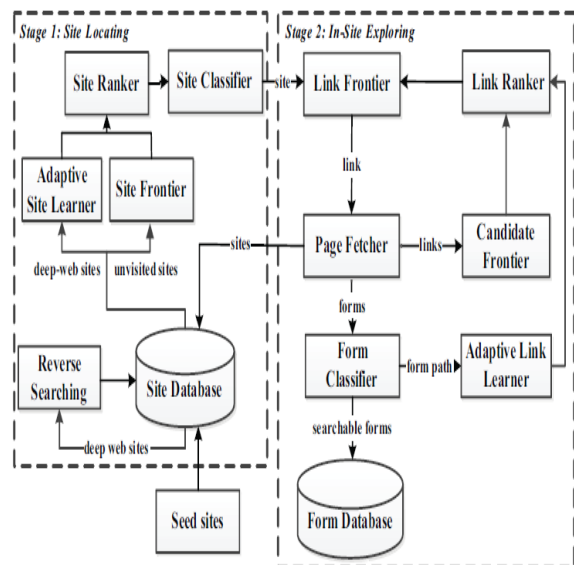 Stage 1: Site Locating
Stage 2: In-Site Exploring
Site Ranker
Site Classifier
site
Link Frontier
Link Ranker
link
Adaptive
Site Learner
Site Frontier
deep-web sites
unvisited sites
sites
Page Fetcher
links
Candidate
Frontier
forms
Reverse
Searching
Site Database
Form
Classifier
form path
Adaptive Link
Learner
deep web sites
searchable forms
Seed sites
Form Database